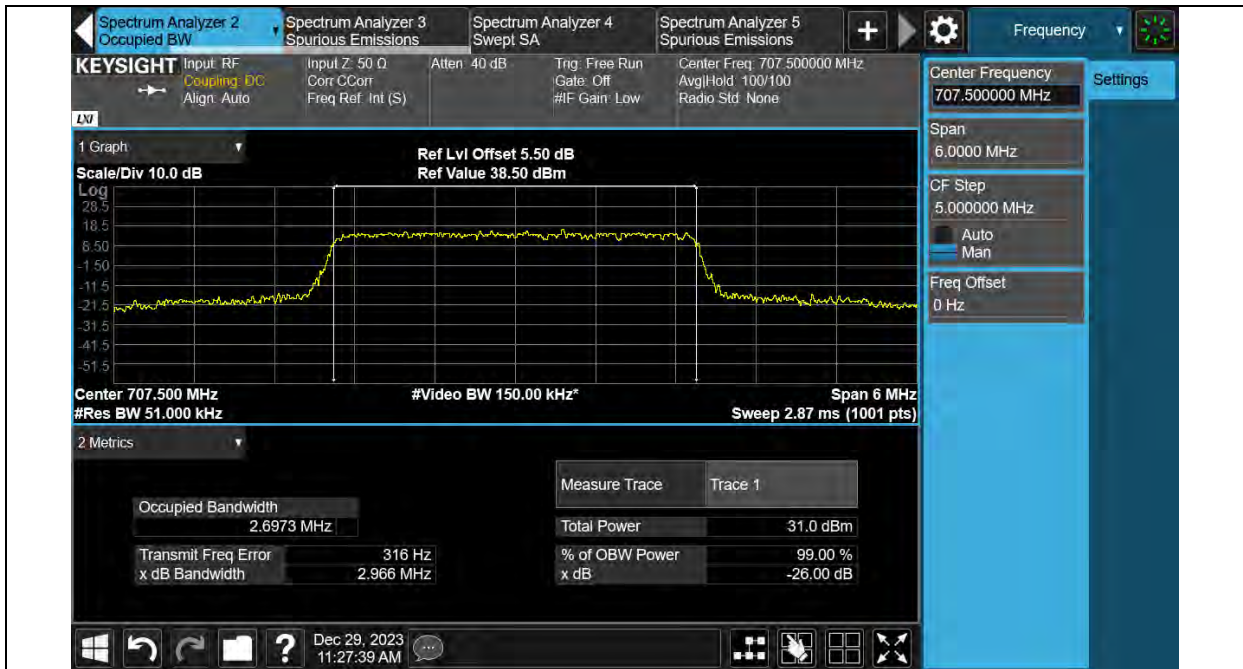 Spectrum Analyzer 2
Occupied BW
Spectrum Analyzer 3
Spurious Emissions
Spectrum Analyzer 4
Swept SA
Spectrum Analyzer 5
Spurious Emissions
+
Frequency
KEYSIGHT
LXI
Input: RF
Coupling: DC
Align: Auto
Input Z: 50 Ω
Corr CCorr
Freq Ref: Int (S)
Atten: 40 dB
Trig: Free Run
Gate: Off
#IF Gain: Low
Center Freq: 707.500000 MHz
Avg|Hold: 100/100
Radio Std: None
Center Frequency
707.500000 MHz
Settings
Span
6.0000 MHz
CF Step
5.000000 MHz
Auto
Man
Freq Offset
0 Hz
1 Graph
Scale/Div 10.0 dB
Ref Lvl Offset 5.50 dB
Ref Value 38.50 dBm
Log
28.5
18.5
8.50
-1.50
-11.5
-21.5
-31.5
-41.5
-51.5
Center 707.500 MHz
#Video BW 150.00 kHz*
Span 6 MHz
#Res BW 51.000 kHz
Sweep 2.87 ms (1001 pts)
2 Metrics
Measure Trace Trace 1
Occupied Bandwidth
2.6973 MHz
Total Power 31.0 dBm
Transmit Freq Error 316 Hz
% of OBW Power 99.00 %
x dB Bandwidth 2.966 MHz
x dB -26.00 dB
?
Dec 29, 2023
11:27:39 AM